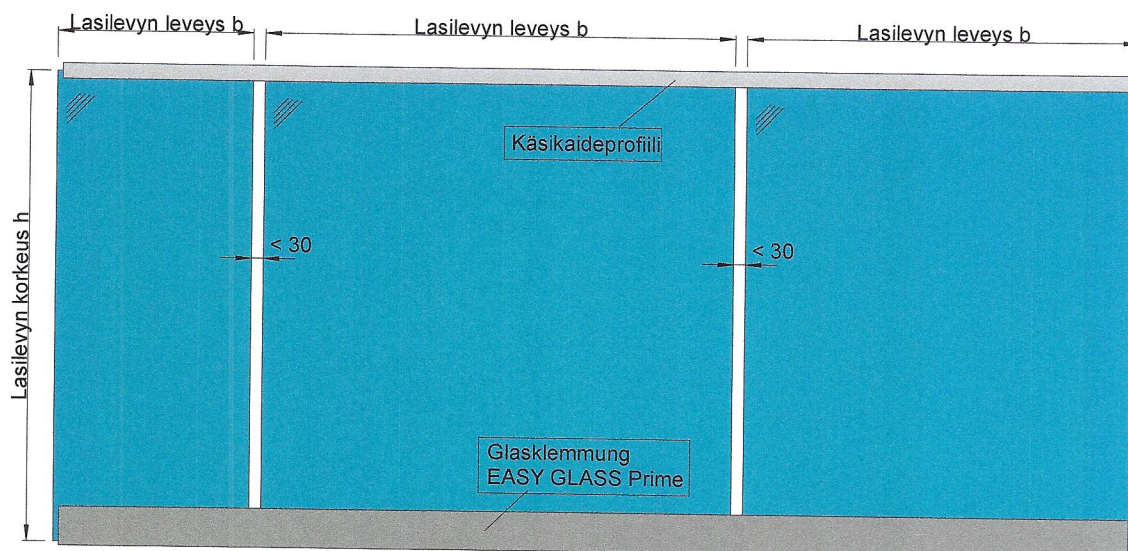 Lasilevyn leveys b
Lasilevyn leveys b
Lasilevyn leveys b
Käsikaideprofiili
Lasilevyn korkeus h
< 30
< 30
Glasklemmung
EASY GLASS Prime